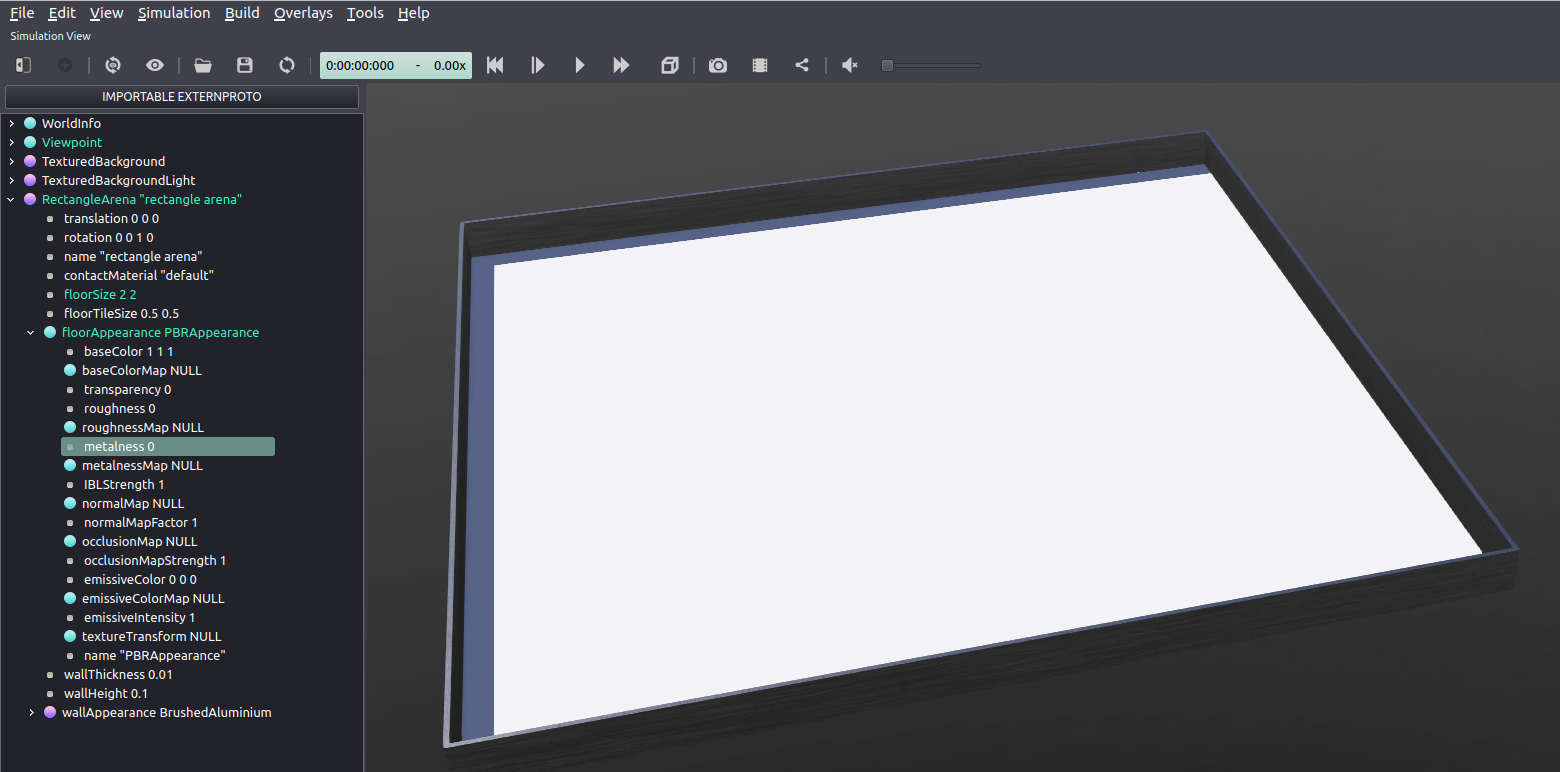 File Edit View Simulation Build Overlays Tools Help
Simulation View
0:00:00:000 - 0.00x
IMPORTABLE EXTERNPROTO
WorldInfo
Viewpoint
TexturedBackground
TexturedBackgroundLight
RectangleArena "rectangle arena"
translation 0 0 0
rotation 0 0 1 0
name "rectangle arena"
contactMaterial "default"
floorSize 2 2
floorTileSize 0.5 0.5
floorAppearance PBRAppearance
baseColor 1 1 1
baseColorMap NULL
transparency 0
roughness 0
roughnessMap NULL
metalness 0
metalnessMap NULL
IBLStrength 1
normalMap NULL
normalMapFactor 1
occlusionMap NULL
occlusionMapStrength 1
emissiveColor 0 0 0
emissiveColorMap NULL
emissiveIntensity 1
textureTransform NULL
name "PBRAppearance"
wallThickness 0.01
wallHeight 0.1
wallAppearance BrushedAluminium